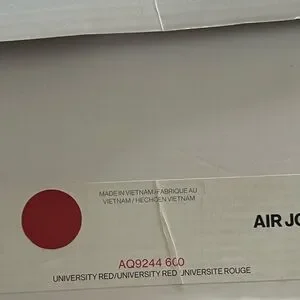 MADE IN VIETNAM / FABRIQUE AU
VIETNAM / HECHO EN VIETNAM
AIR JO
AQ9244 600
UNIVERSITY RED/UNIVERSITY RED UNIVERSITE ROUGE